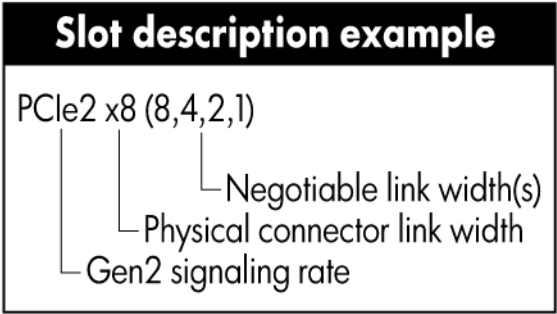 Slot description example
PCIe2 x8 (8,4,2,1)
Negotiable link width(s)
Physical connector link width
Gen2 signaling rate